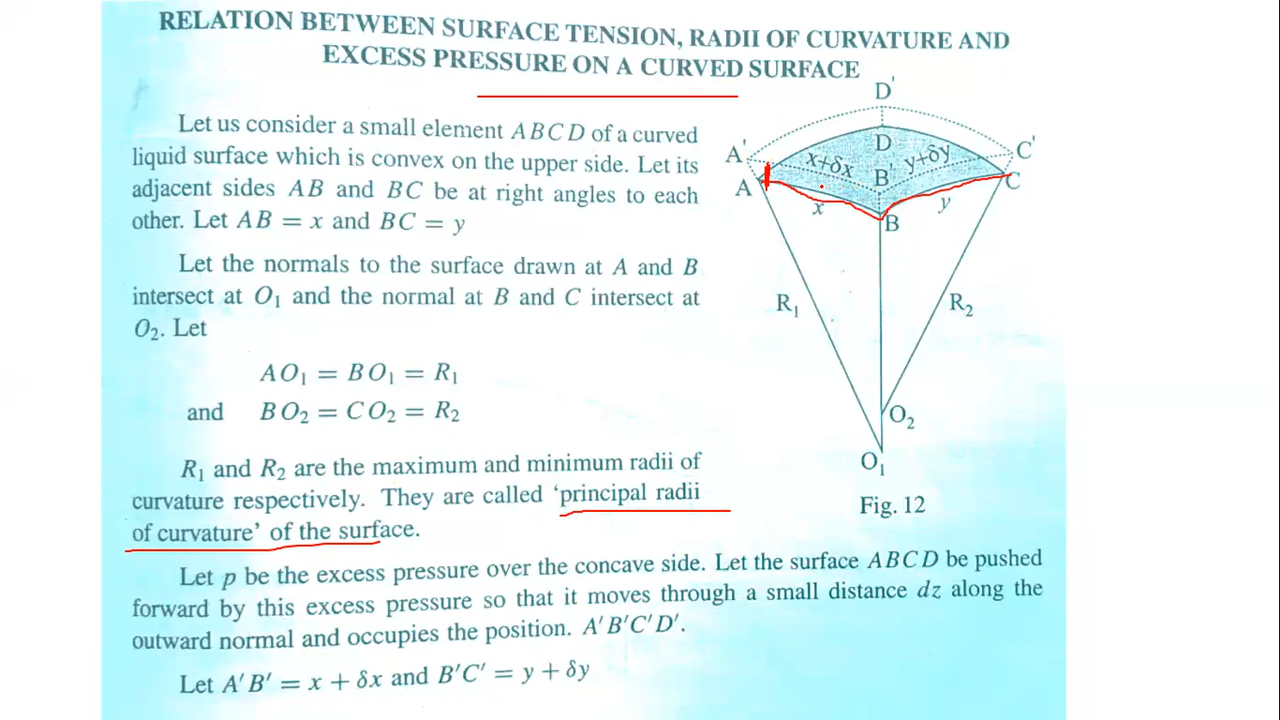 RELATION BETWEEN SURFACE TENSION, RADII OF CURVATURE AND
EXCESS PRESSURE ON A CURVED SURFACE
Let us consider a small element ABCD of a curved
liquid surface which is convex on the upper side. Let its
adjacent sides AB and BC be at right angles to each
other. Let AB = x and BC = y
Let the normals to the surface drawn at A and B
intersect at O₁ and the normal at B and C intersect at
O₂. Let
AO₁ = BO₁ = R₁
and BO₂ = CO₂ = R₂
R₁ and R₂ are the maximum and minimum radii of
curvature respectively. They are called ‘principal radii
of curvature’ of the surface.
D'
A'
C'
D
x+δx
B'
y+δy
A
C
x
y
B
R₁
R₂
O₂
O₁
Fig. 12
Let p be the excess pressure over the concave side. Let the surface ABCD be pushed
forward by this excess pressure so that it moves through a small distance dz along the
outward normal and occupies the position. A'B'C'D'.
Let A'B' = x + δx and B'C' = y + δy